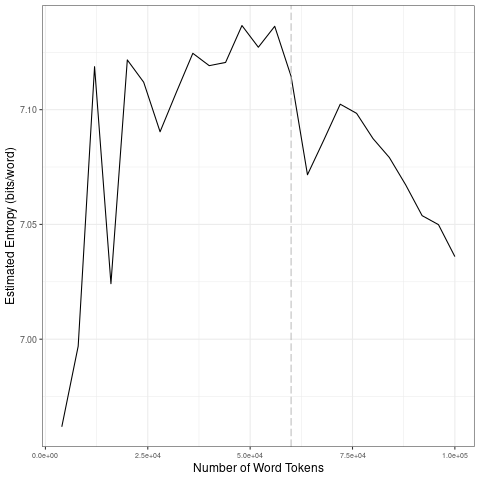 Estimated Entropy (bits/word)
7.10
7.05
7.00
0.0e+00 2.5e+04 5.0e+04 7.5e+04 1.0e+05
Number of Word Tokens